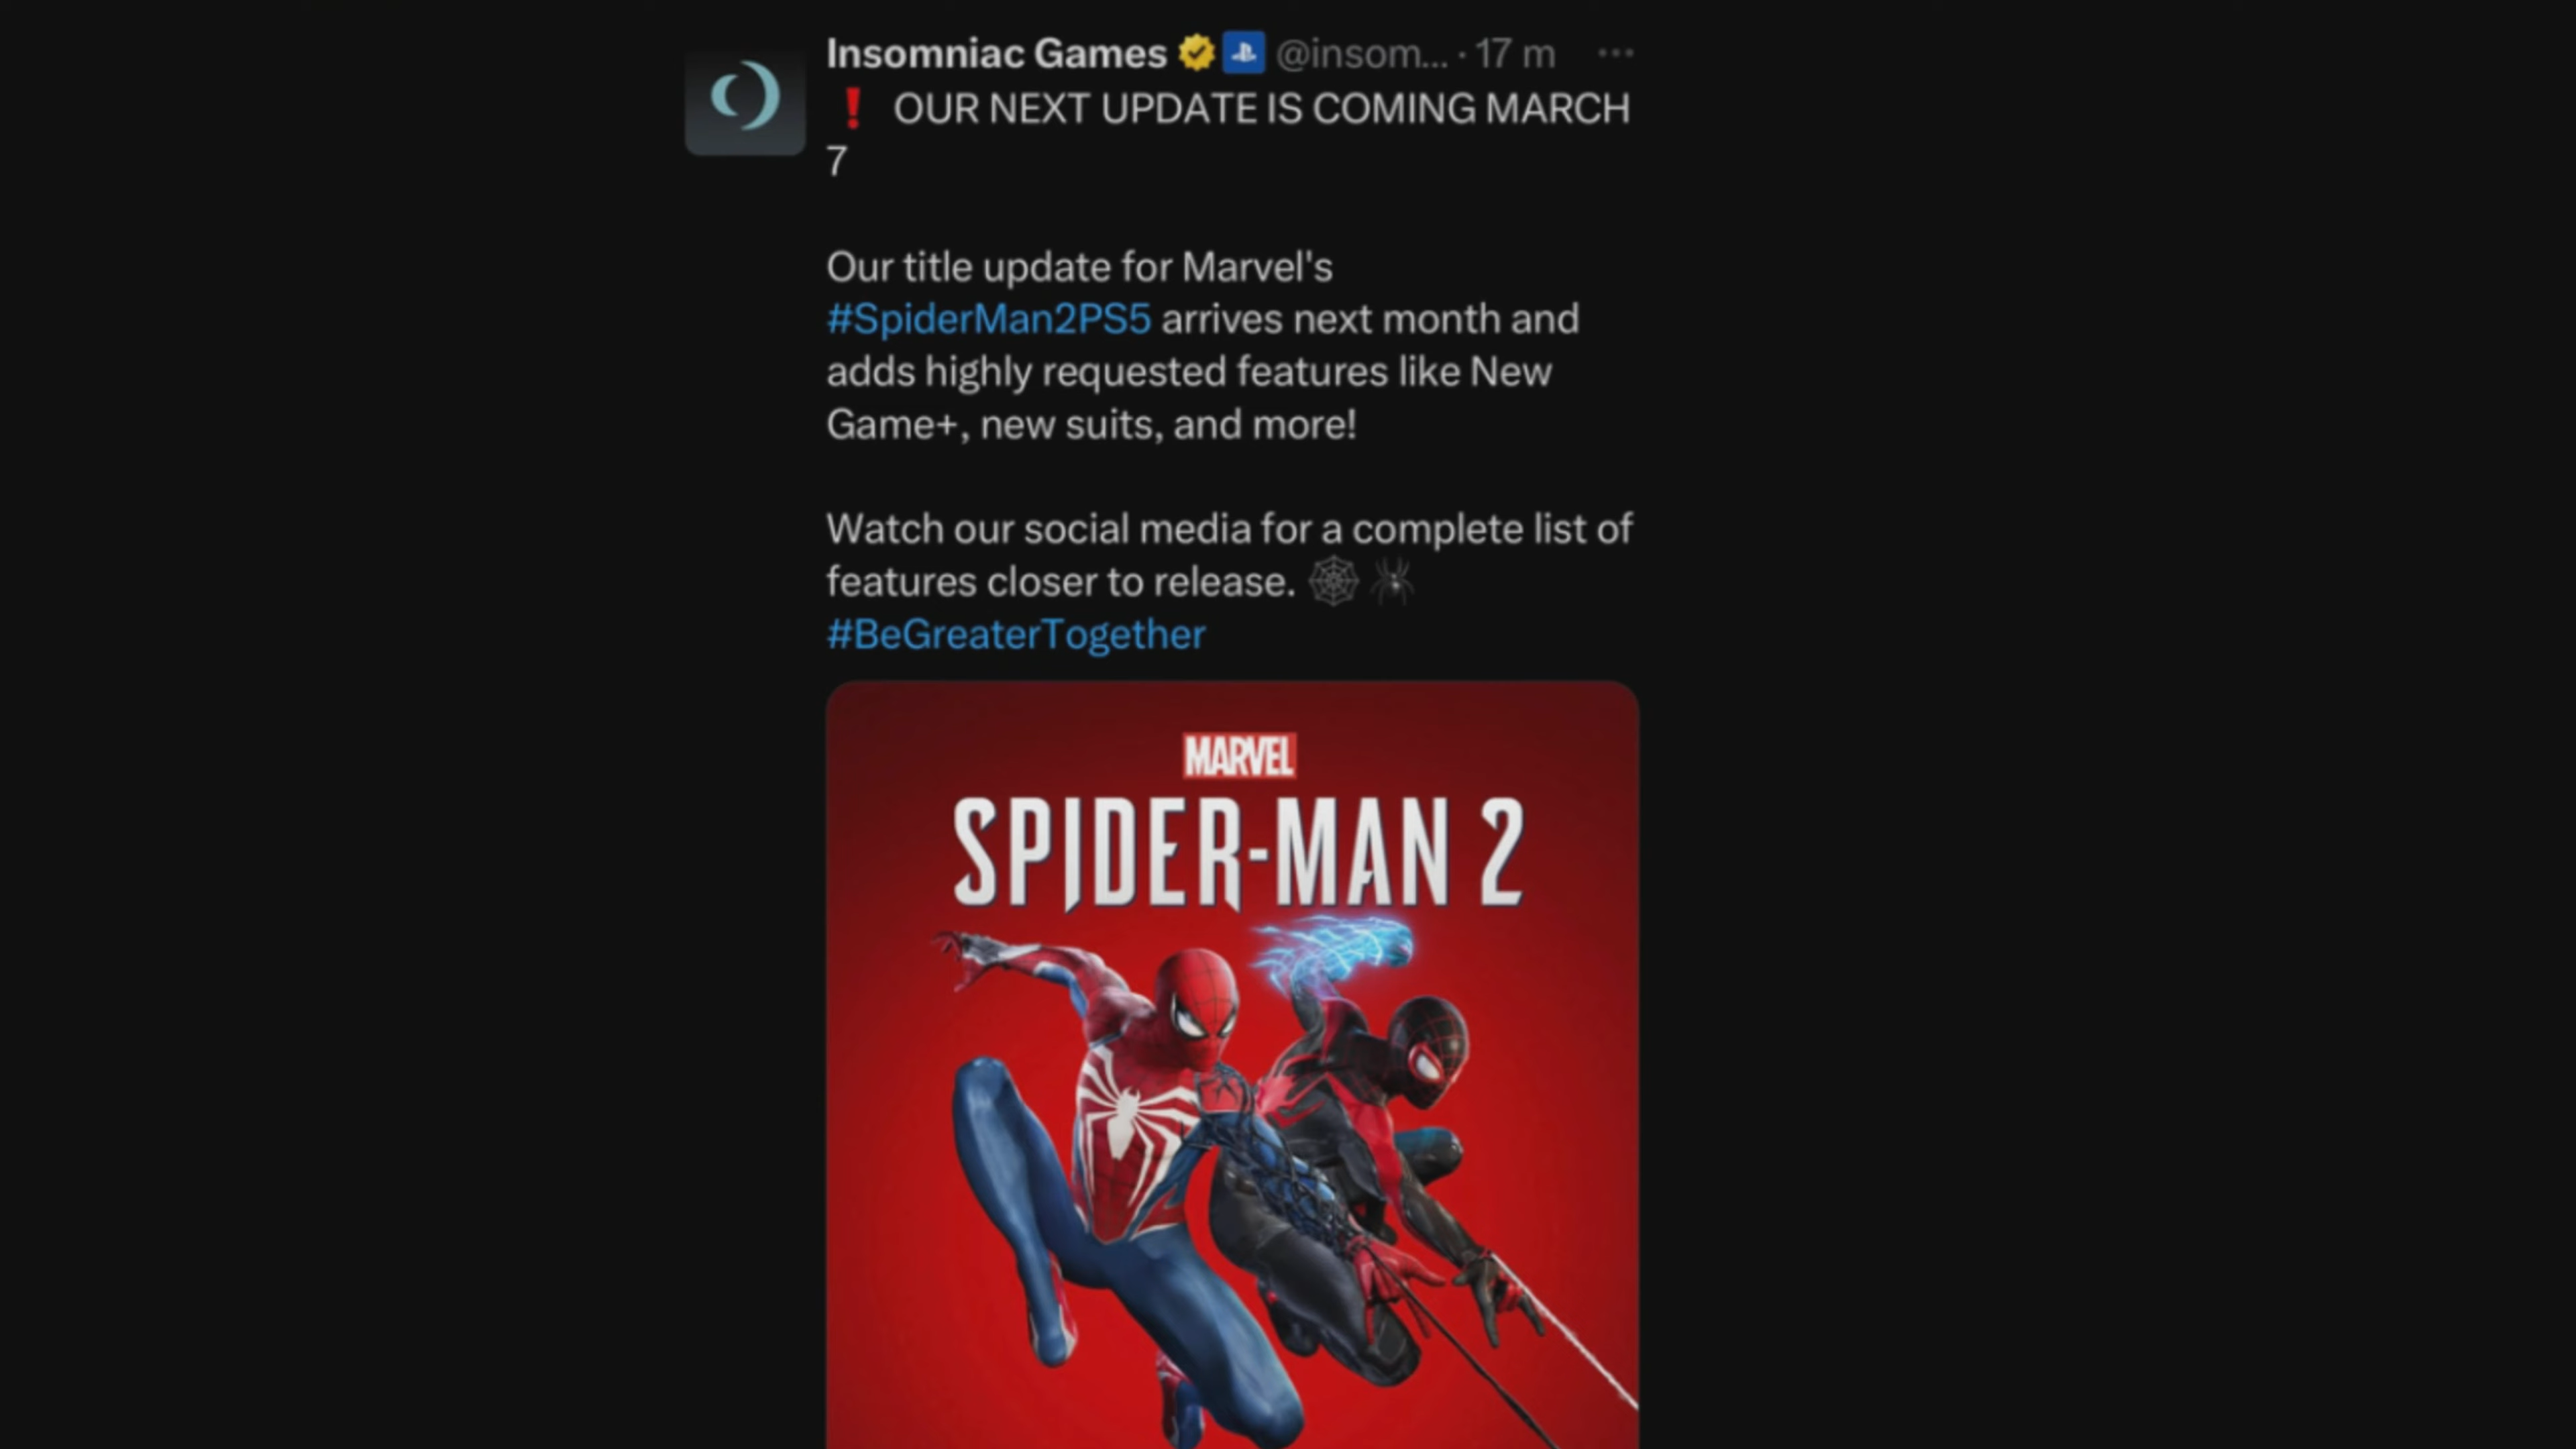 Insomniac Games @insom... · 17 m
❗ OUR NEXT UPDATE IS COMING MARCH
7
Our title update for Marvel's
#SpiderMan2PS5 arrives next month and
adds highly requested features like New
Game+, new suits, and more!
Watch our social media for a complete list of
features closer to release. 🕸️🕷️
#BeGreaterTogether
MARVEL
SPIDER-MAN 2